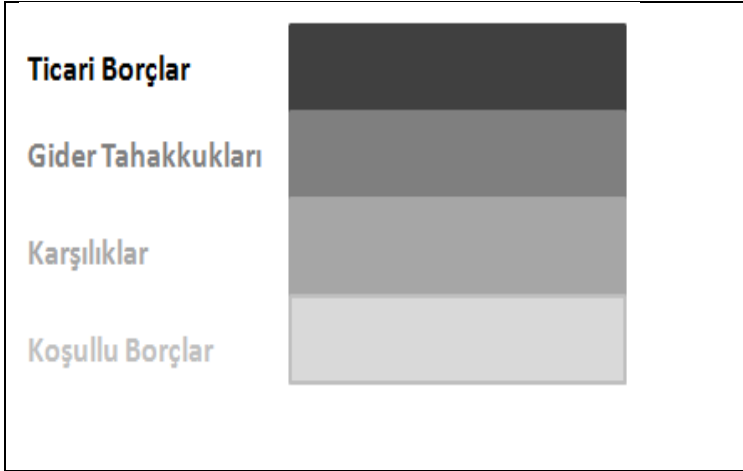 Ticari Borçlar
Gider Tahakkukları
Karşılıklar
Koşullu Borçlar